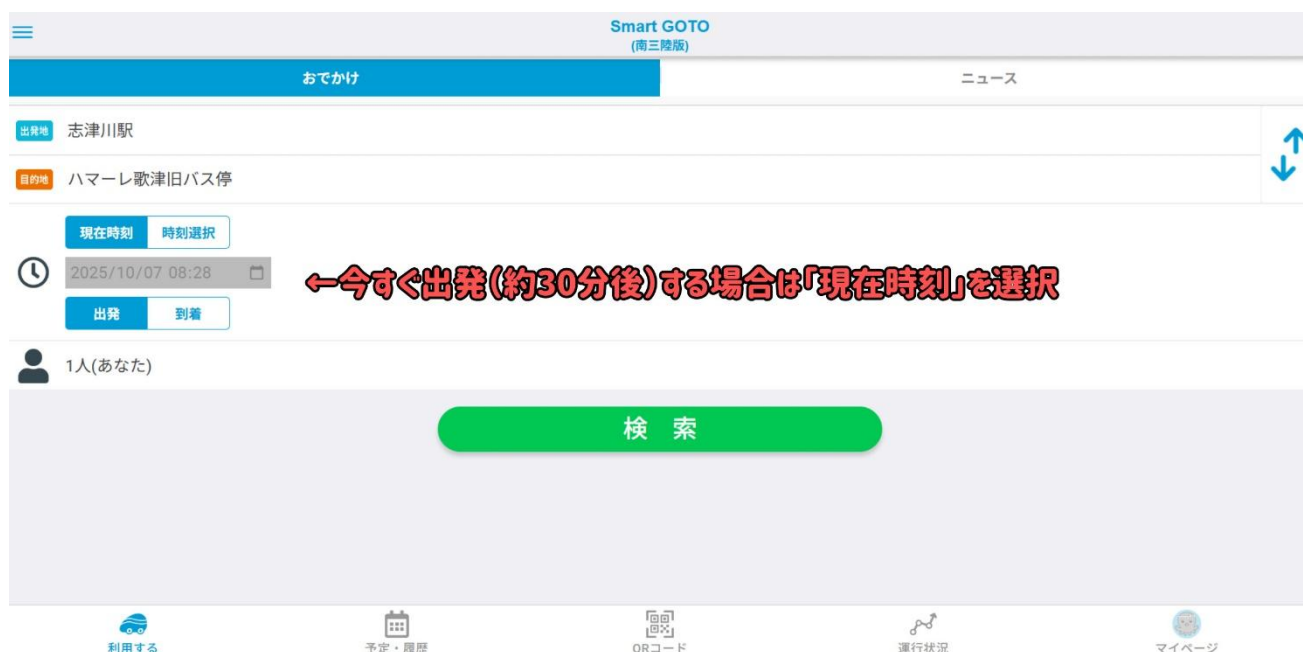 Smart GOTO
(南三陸版)
おでかけ
ニュース
出発地 志津川駅
目的地 ハマーレ歌津旧バス停
現在時刻 時刻選択
2025/10/07 08:28
←今すぐ出発(約30分後)する場合は「現在時刻」を選択
出発 到着
1人(あなた)
検 索
利用する
予定・履歴
QRコード
運行状況
マイページ